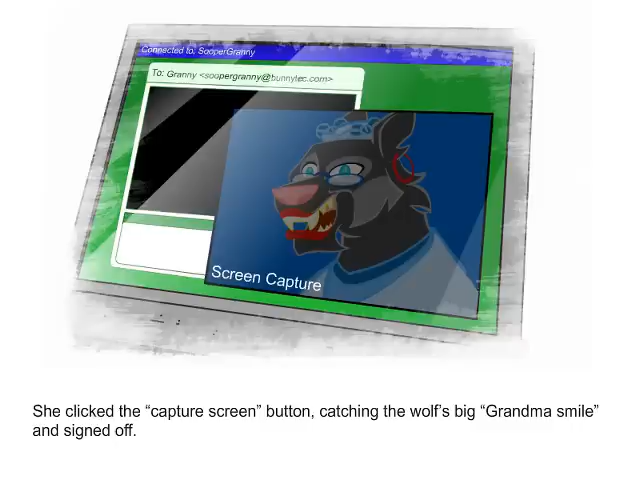 Connected to: SooperGranny
To: Granny <soopergranny@bunnytec.com>
Screen Capture
She clicked the “capture screen” button, catching the wolf’s big “Grandma smile”
and signed off.